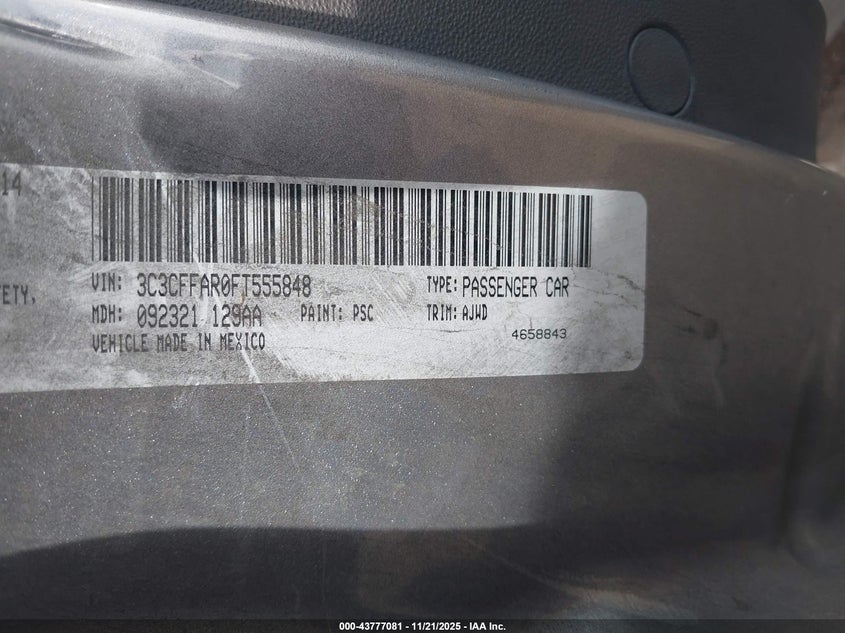 14
ETY,
VIN: 3C3CFFAR0FT555848 TYPE: PASSENGER CAR
MDH: 092321 129AA PAINT: PSC TRIM: AJWD
VEHICLE MADE IN MEXICO 4658843
000-43777081 - 11/21/2025 - IAA Inc.